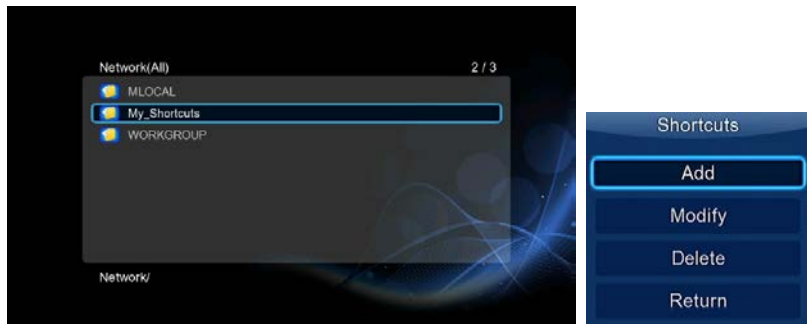 Network(All) 2 / 3
MLOCAL
My_Shortcuts
WORKGROUP
Network/
Shortcuts
Add
Modify
Delete
Return